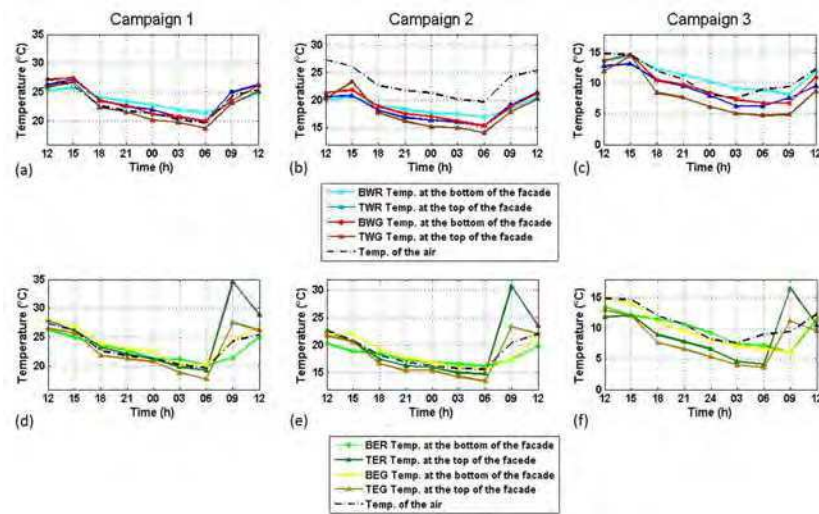 Campaign 1
Campaign 2
Campaign 3
Temperature (°C)
35
30
25
20
12 15 18 21 00 03 06 09 12
Time (h)
(a)
Temperature (°C)
30
25
20
15
12 15 18 21 00 03 06 09 12
Time (h)
(b)
Temperature (°C)
15
10
5
0
12 15 18 21 00 03 06 09 12
Time (h)
(c)
BWR Temp. at the bottom of the facade
TWR Temp. at the top of the facade
BWG Temp. at the bottom of the facade
TWG Temp. at the top of the facade
Temp. of the air
Temperature (°C)
35
30
25
20
12 15 18 21 00 03 06 09 12
Time (h)
(d)
Temperature (°C)
30
25
20
15
12 15 18 21 00 03 06 09 12
Time (h)
(e)
Temperature (°C)
15
10
5
0
12 15 18 21 00 03 06 09 12
Time (h)
(f)
BER Temp. at the bottom of the facade
TER Temp. at the top of the facede
BEG Temp. at the bottom of the facade
TEG Temp. at the top of the facade
Temp. of the air